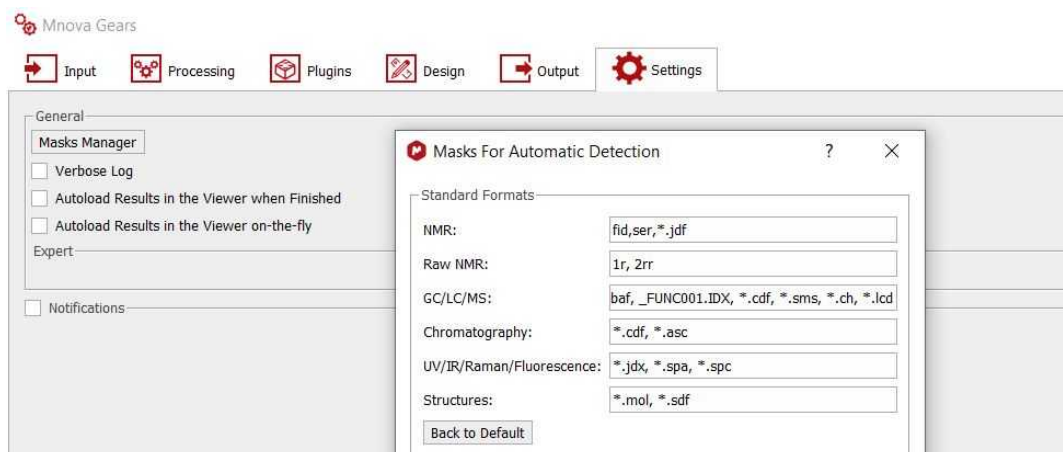 Mnova Gears
Input Processing Plugins Design Output Settings
General
Masks Manager
Verbose Log
Autoload Results in the Viewer when Finished
Autoload Results in the Viewer on-the-fly
Expert
Notifications
Masks For Automatic Detection ? ×
Standard Formats
NMR: fid,ser,*.jdf
Raw NMR: 1r, 2rr
GC/LC/MS: baf, _FUNC001.IDX, *.cdf, *.sms, *.ch, *.lcd
Chromatography: *.cdf, *.asc
UV/IR/Raman/Fluorescence: *.jdx, *.spa, *.spc
Structures: *.mol, *.sdf
Back to Default